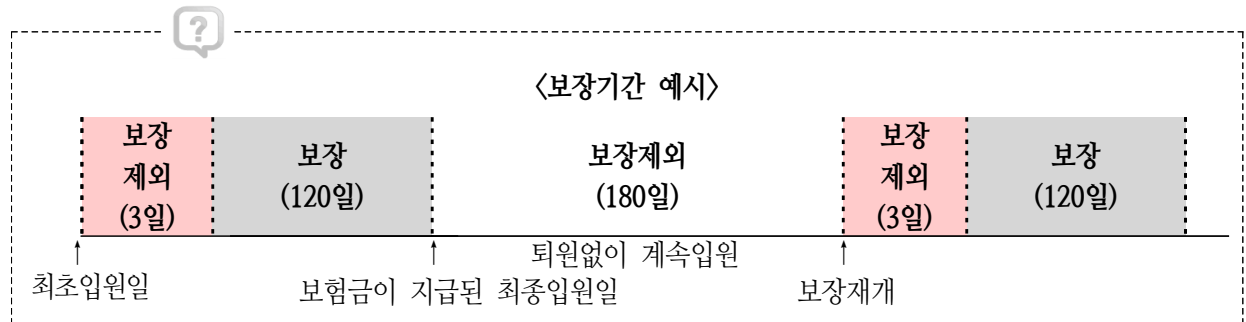 ?
〈보장기간 예시〉
보장
제외
(3일)
보장
(120일)
보장제외
(180일)
보장
제외
(3일)
보장
(120일)
퇴원없이 계속입원
최초입원일
보험금이 지급된 최종입원일
보장재개